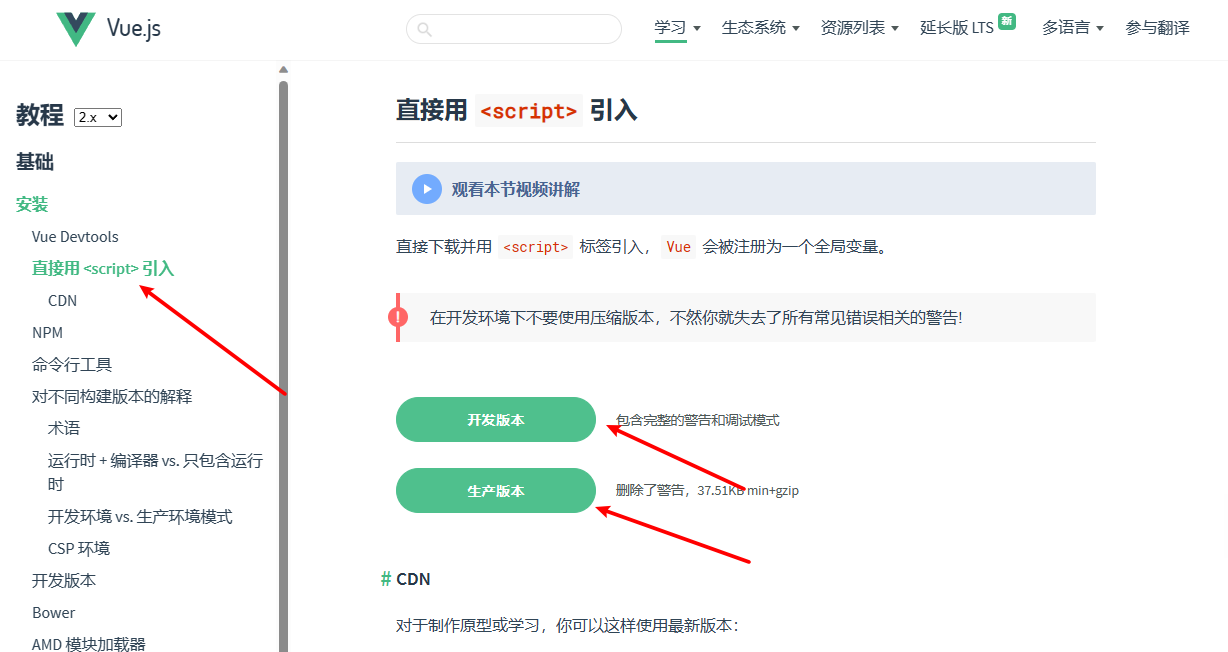 Vue.js
学习
生态系统
资源列表
延长版 LTS 新
多语言
参与翻译
教程 2.x
基础
安装
Vue Devtools
直接用 <script> 引入
CDN
NPM
命令行工具
对不同构建版本的解释
术语
运行时 + 编译器 vs. 只包含运行
时
开发环境 vs. 生产环境模式
CSP 环境
开发版本
Bower
AMD 模块加载器
直接用 <script> 引入
观看本节视频讲解
直接下载并用 <script> 标签引入，Vue 会被注册为一个全局变量。
在开发环境下不要使用压缩版本，不然你就失去了所有常见错误相关的警告!
开发版本 包含完整的警告和调试模式
生产版本 删除了警告，37.51KB min+gzip
# CDN
对于制作原型或学习，你可以这样使用最新版本：